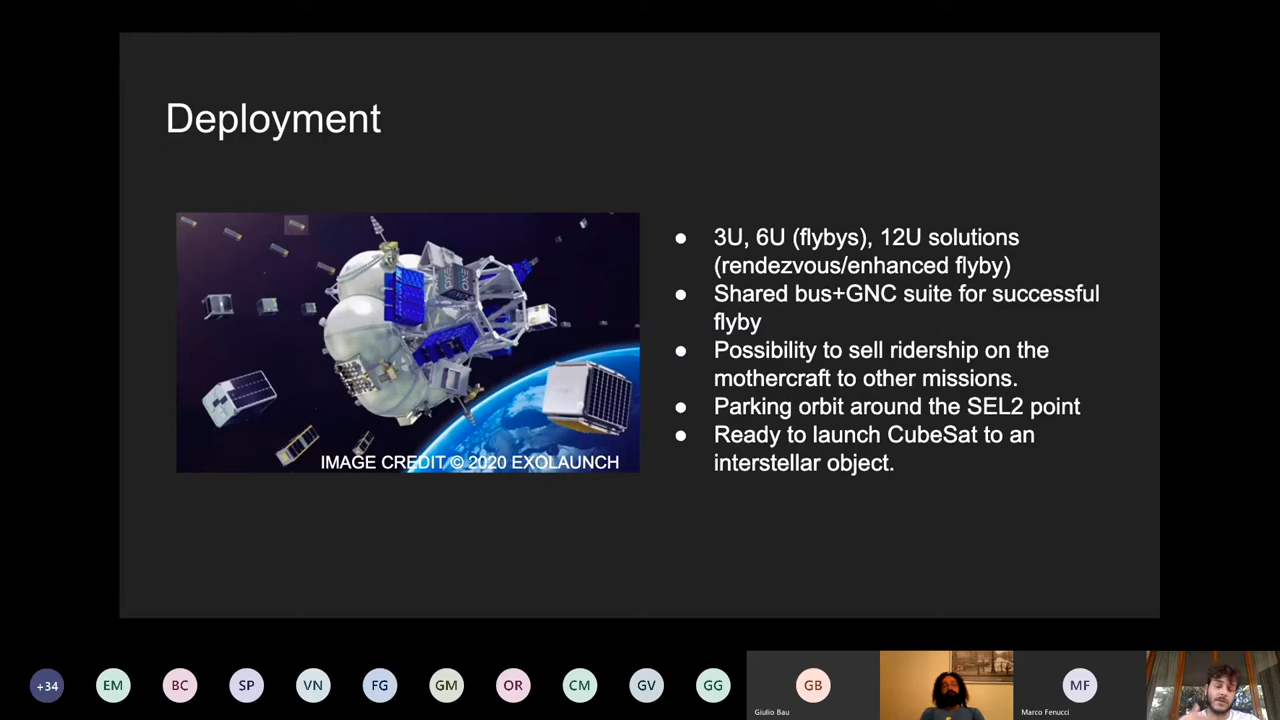 Deployment
IMAGE CREDIT © 2020 EXOLAUNCH
● 3U, 6U (flybys), 12U solutions
(rendezvous/enhanced flyby)
● Shared bus+GNC suite for successful
flyby
● Possibility to sell ridership on the
mothercraft to other missions.
● Parking orbit around the SEL2 point
● Ready to launch CubeSat to an
interstellar object.
+34 EM BC SP VN FG GM OR CM GV GG GB MF
Giulio Bau Marco Fenucci